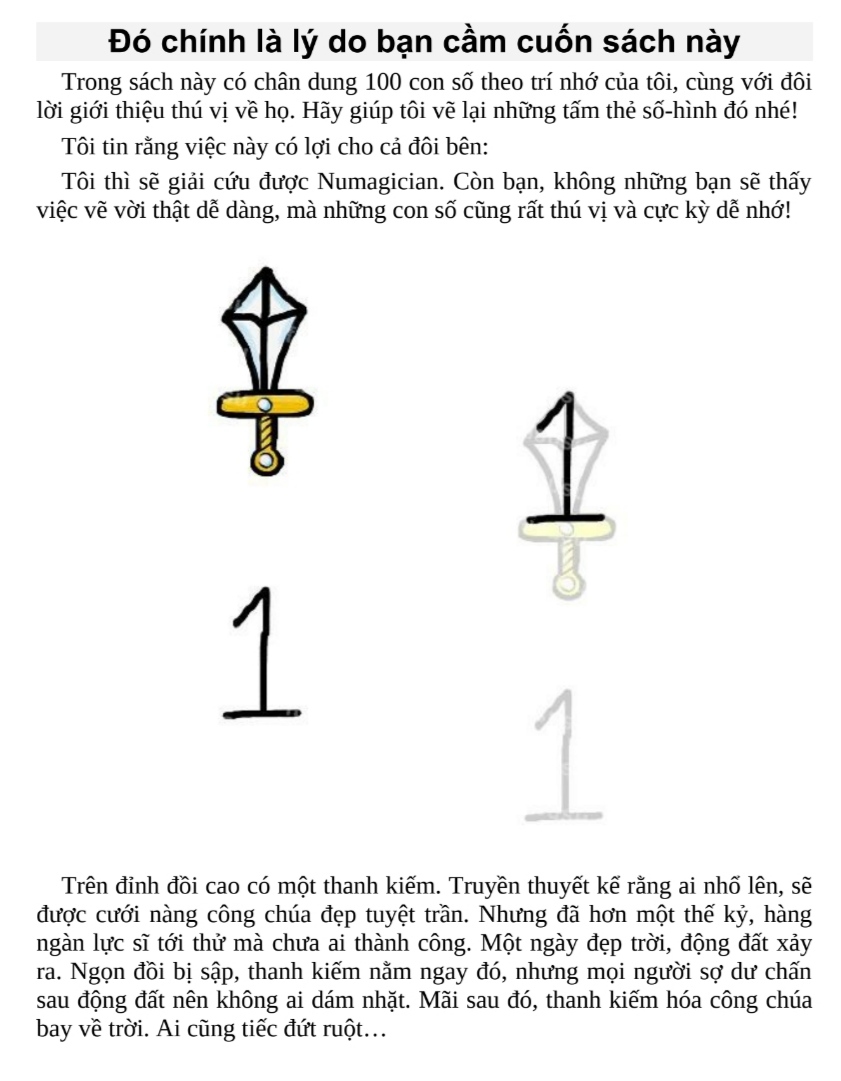 Đó chính là lý do bạn cầm cuốn sách này
Trong sách này có chân dung 100 con số theo trí nhớ của tôi, cùng với đôi
lời giới thiệu thú vị về họ. Hãy giúp tôi vẽ lại những tấm thẻ số-hình đó nhé!
Tôi tin rằng việc này có lợi cho cả đôi bên:
Tôi thì sẽ giải cứu được Numagician. Còn bạn, không những bạn sẽ thấy
việc vẽ vời thật dễ dàng, mà những con số cũng rất thú vị và cực kỳ dễ nhớ!
1
1
1
Trên đỉnh đồi cao có một thanh kiếm. Truyền thuyết kể rằng ai nhổ lên, sẽ
được cưới nàng công chúa đẹp tuyệt trần. Nhưng đã hơn một thế kỷ, hàng
ngàn lực sĩ tới thử mà chưa ai thành công. Một ngày đẹp trời, động đất xảy
ra. Ngọn đồi bị sập, thanh kiếm nằm ngay đó, nhưng mọi người sợ dư chấn
sau động đất nên không ai dám nhặt. Mãi sau đó, thanh kiếm hóa công chúa
bay về trời. Ai cũng tiếc đứt ruột…